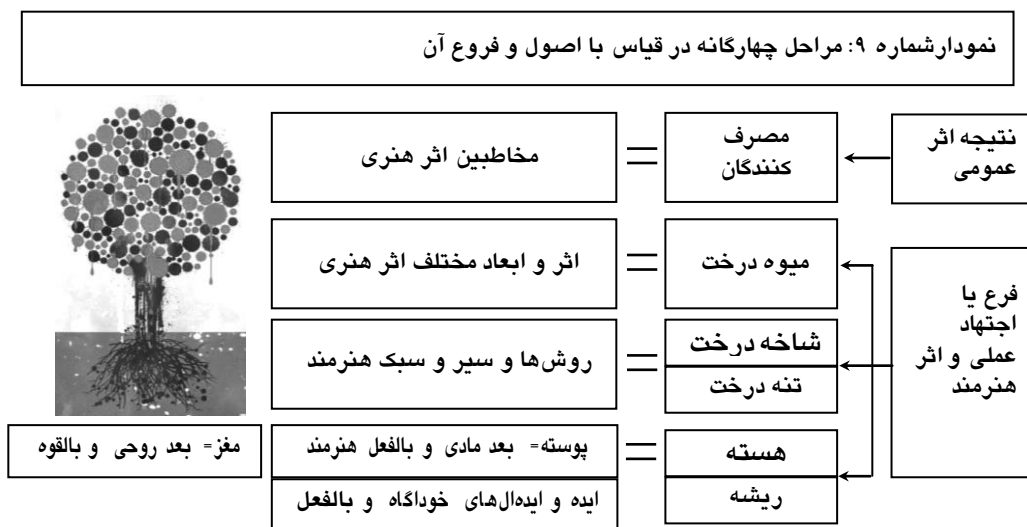 نمودارشماره ۹: مراحل چهارگانه در قیاس با اصول و فروع آن
نتیجه اثر
عمومی
مصرف
کنندگان
=
مخاطبین اثر هنری
فرع یا
اجتهاد
عملی و اثر
هنرمند
میوه درخت
=
اثر و ابعاد مختلف اثر هنری
شاخه درخت
تنه درخت
=
روش‌ها و سیر و سبک هنرمند
هسته
=
پوسته= بعد مادی و بالفعل هنرمند
مغز= بعد روحی و بالقوه
ریشه
ایده و ایده‌ال‌های خوداگاه و بالفعل